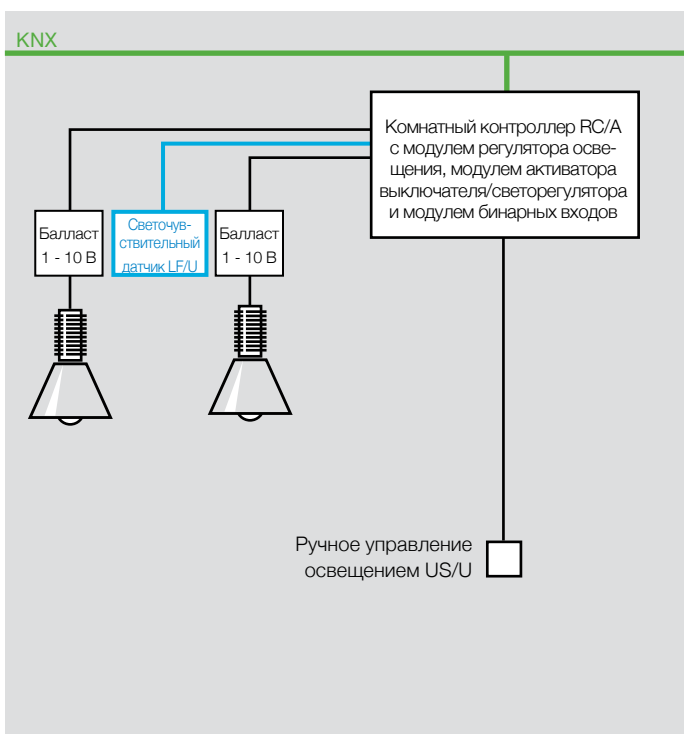 KNX
Комнатный контроллер RC/A
с модулем регулятора осве-
щения, модулем активатора
выключателя/светорегулятора
и модулем бинарных входов
Балласт
1 - 10 В
Светочув-
ствительный
датчик LF/U
Балласт
1 - 10 В
Ручное управление
освещением US/U